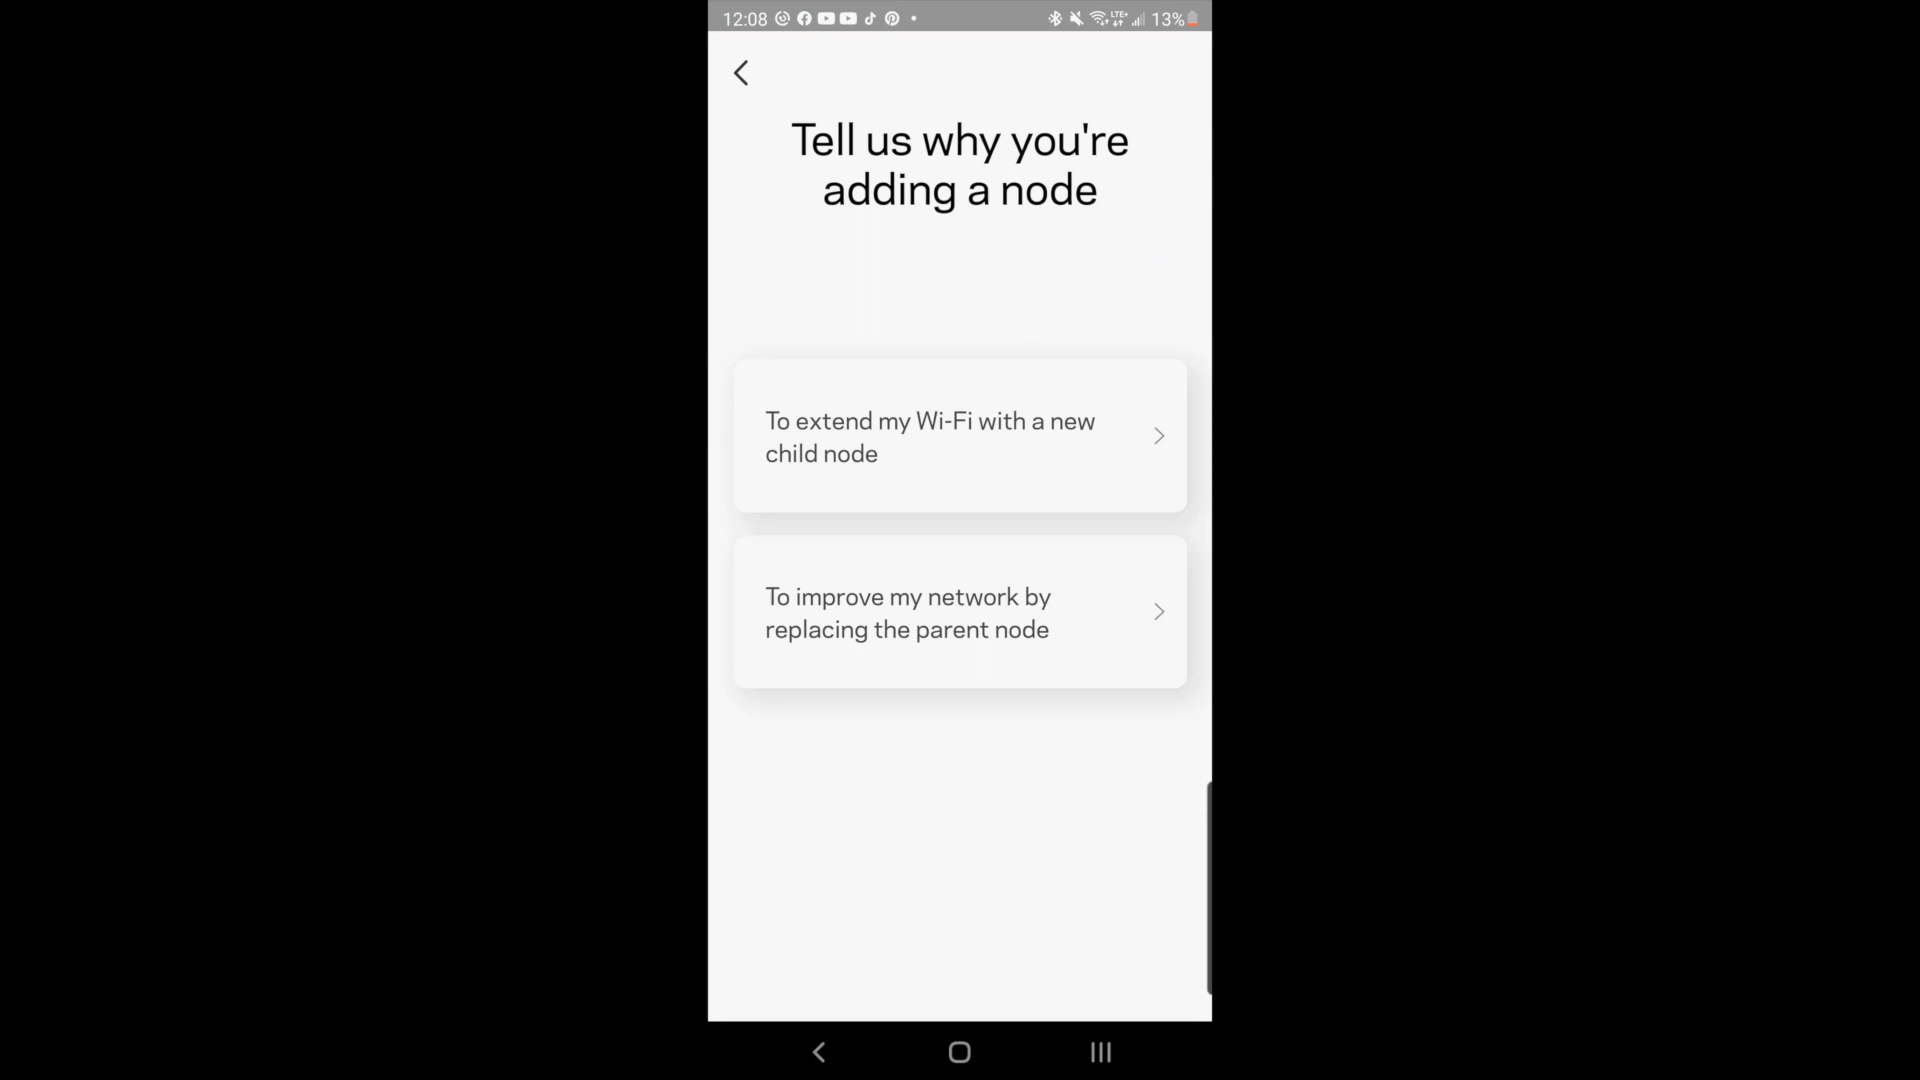 12:08 LTE+ 13%
Tell us why you're
adding a node
To extend my Wi-Fi with a new
child node
To improve my network by
replacing the parent node